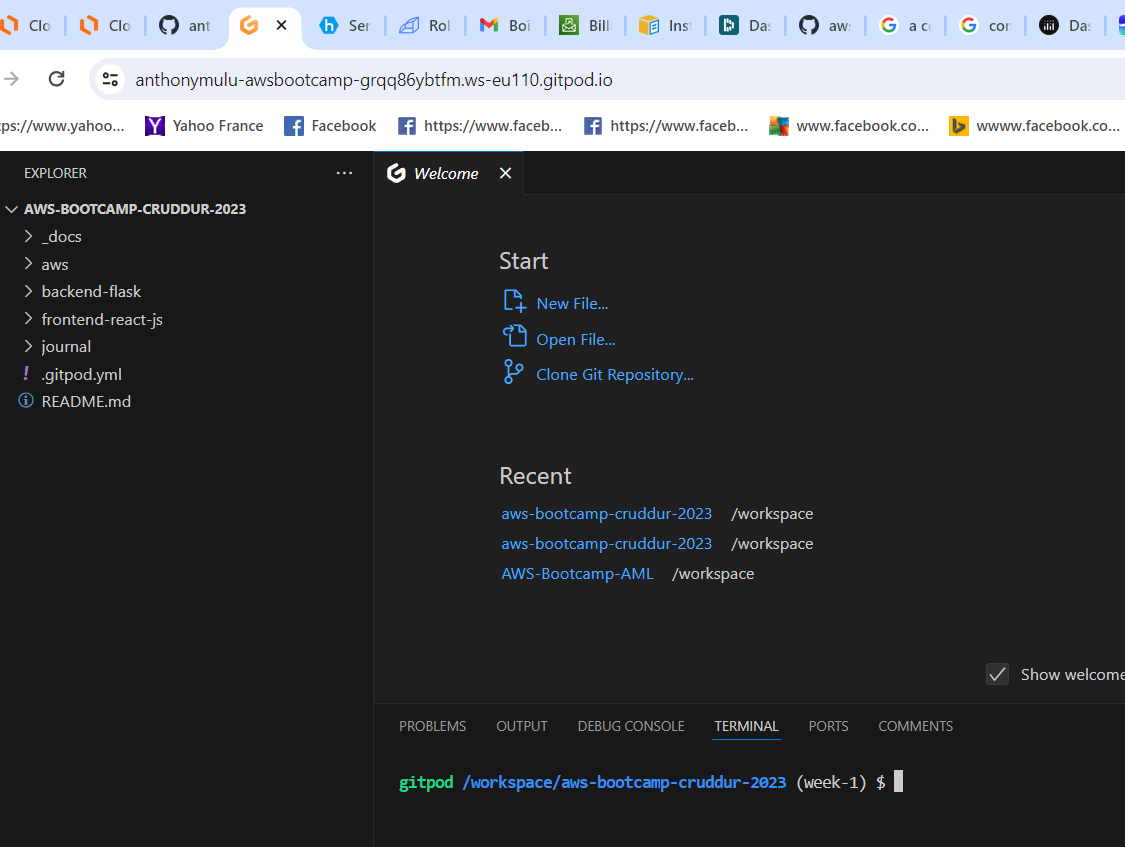 Clo Clo ant Ser Rol Boi Bill Inst Das aws a co cor Das
anthonymulu-awsbootcamp-grqq86ybtfm.ws-eu110.gitpod.io
ps://www.yahoo... Yahoo France Facebook https://www.faceb... https://www.faceb... www.facebook.co... wwww.facebook.co...
EXPLORER ... Welcome
AWS-BOOTCAMP-CRUDDUR-2023
_docs
aws
backend-flask
frontend-react-js
journal
! .gitpod.yml
README.md
Start
New File...
Open File...
Clone Git Repository...
Recent
aws-bootcamp-cruddur-2023 /workspace
aws-bootcamp-cruddur-2023 /workspace
AWS-Bootcamp-AML /workspace
Show welcome
PROBLEMS OUTPUT DEBUG CONSOLE TERMINAL PORTS COMMENTS
gitpod /workspace/aws-bootcamp-cruddur-2023 (week-1) $